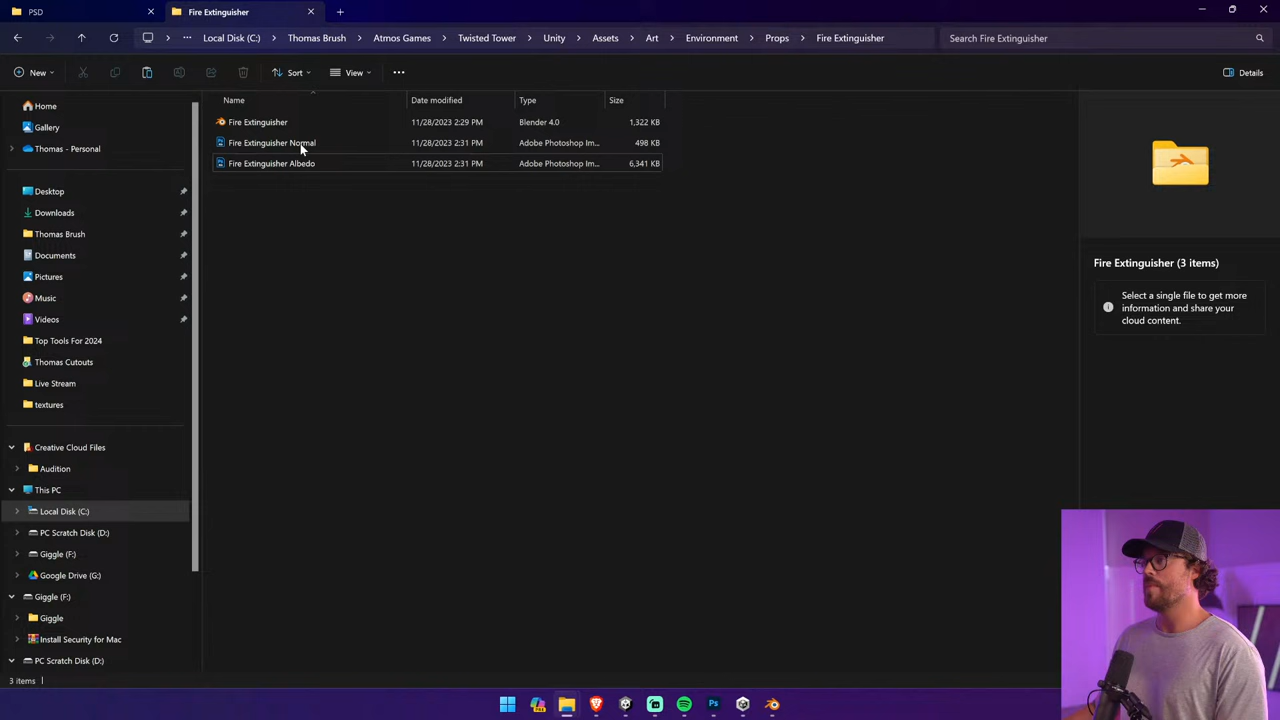 PSD
Fire Extinguisher
Local Disk (C:) Thomas Brush Atmos Games Twisted Tower Unity Assets Art Environment Props Fire Extinguisher
Search Fire Extinguisher
New
Sort
View
Details
Home
Gallery
Thomas - Personal
Desktop
Downloads
Thomas Brush
Documents
Pictures
Music
Videos
Top Tools For 2024
Thomas Cutouts
Live Stream
textures
Creative Cloud Files
Audition
This PC
Local Disk (C:)
PC Scratch Disk (D:)
Giggle (F:)
Google Drive (G:)
Giggle (F:)
Giggle
Install Security for Mac
PC Scratch Disk (D:)
3 items
Name Date modified Type Size
Fire Extinguisher 11/28/2023 2:29 PM Blender 4.0 1,322 KB
Fire Extinguisher Normal 11/28/2023 2:31 PM Adobe Photoshop Im... 498 KB
Fire Extinguisher Albedo 11/28/2023 2:31 PM Adobe Photoshop Im... 6,341 KB
Fire Extinguisher (3 items)
Select a single file to get more
information and share your
cloud content.
Ps